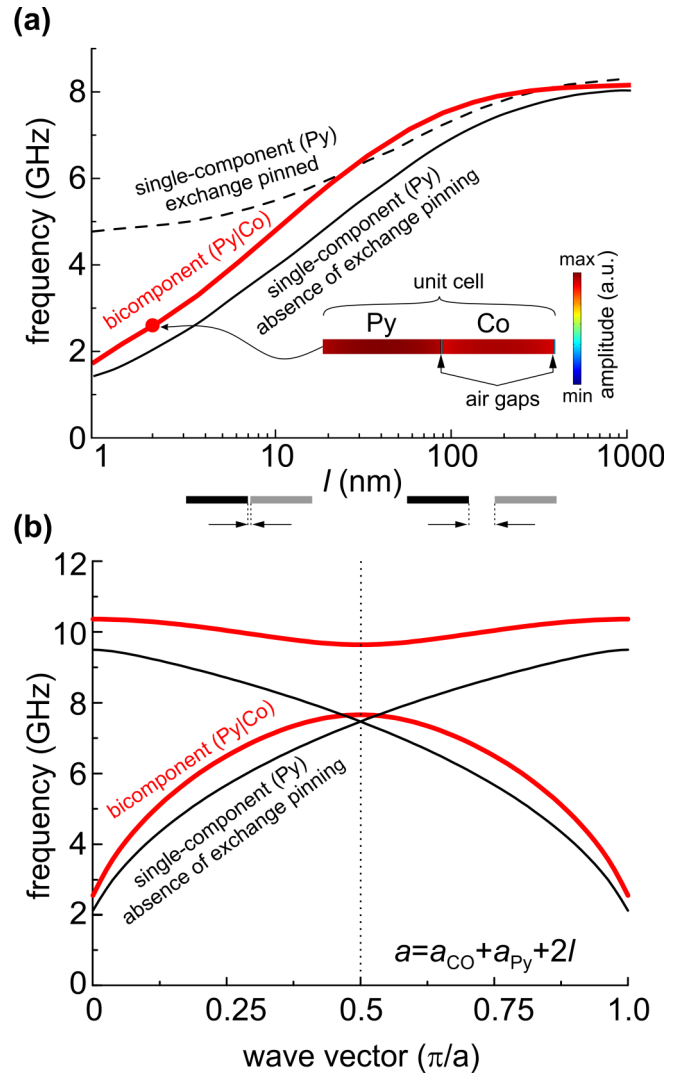 (a)
8
6
4
2
0
frequency (GHz)
single-component (Py)
exchange pinned
bicomponent (Py|Co)
single-component (Py)
absence of exchange pinning
unit cell
Py
Co
air gaps
max
min
amplitude (a.u.)
1
10
100
1000
l (nm)
(b)
12
10
8
6
4
2
0
frequency (GHz)
bicomponent (Py|Co)
single-component (Py)
absence of exchange pinning
a=aCO+aPy+2l
0
0.25
0.5
0.75
1.0
wave vector (π/a)